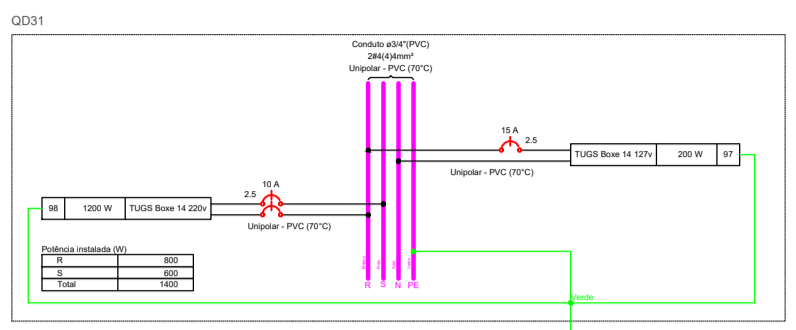 QD31
Conduto ø3/4"(PVC)
2#4(4)4mm²
Unipolar - PVC (70°C)
15 A
2.5
TUGS Boxe 14 127v 200 W 97
Unipolar - PVC (70°C)
10 A
2.5
98 1200 W TUGS Boxe 14 220v
Unipolar - PVC (70°C)
Potência instalada (W)
R 800
S 600
Total 1400
R S N PE
Verde